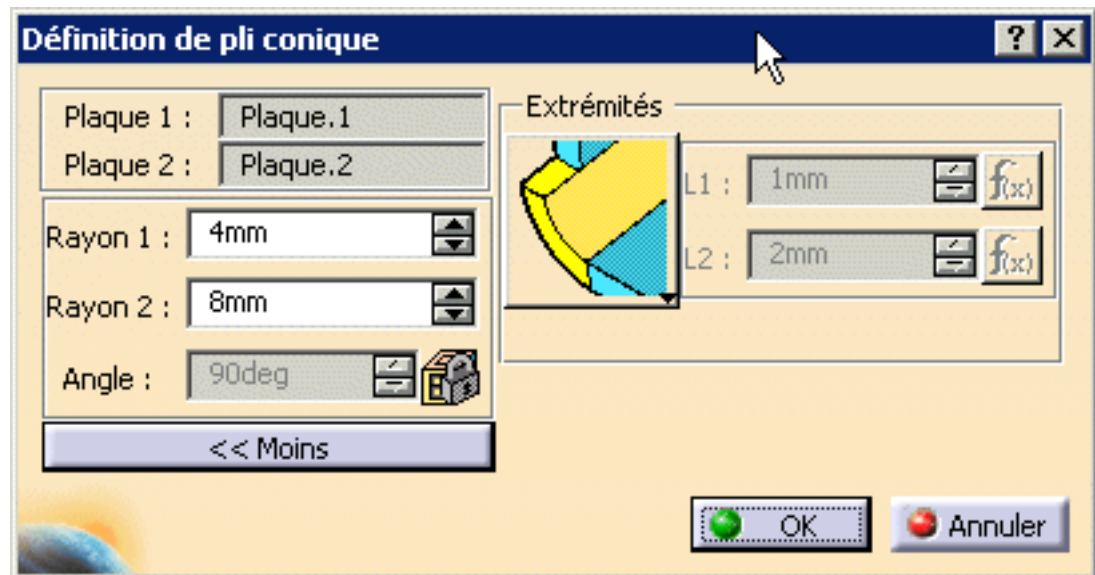 Définition de pli conique ? X
Plaque 1 : Plaque.1
Plaque 2 : Plaque.2
Rayon 1 : 4mm
Rayon 2 : 8mm
Angle : 90deg
<< Moins
Extrémités
L1 : 1mm f(x)
L2 : 2mm f(x)
OK Annuler